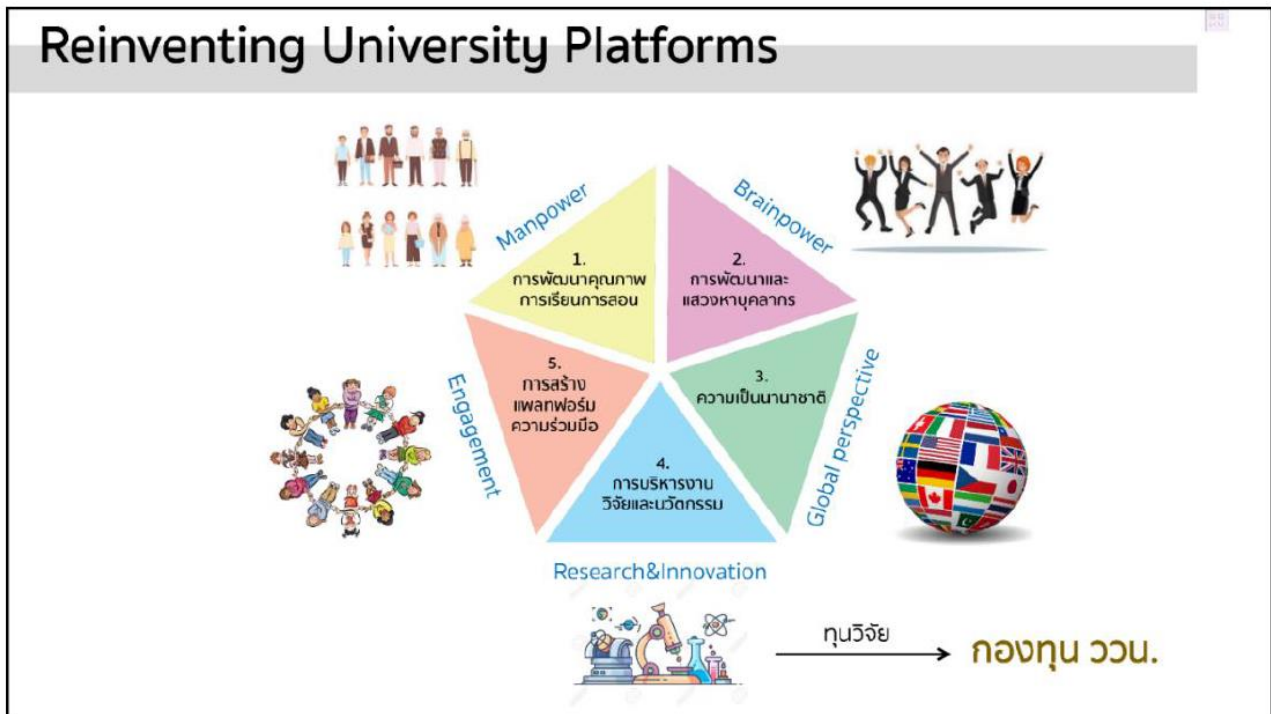 Reinventing University Platforms
Manpower
Brainpower
1.
การพัฒนาคุณภาพ
การเรียนการสอน
2.
การพัฒนาและ
แสวงหาบุคลากร
5.
การสร้าง
แพลทฟอร์ม
ความร่วมมือ
3.
ความเป็นนานาชาติ
Engagement
Global perspective
4.
การบริหารงาน
วิจัยและนวัตกรรม
Research&Innovation
ทุนวิจัย
กองทุน ววน.